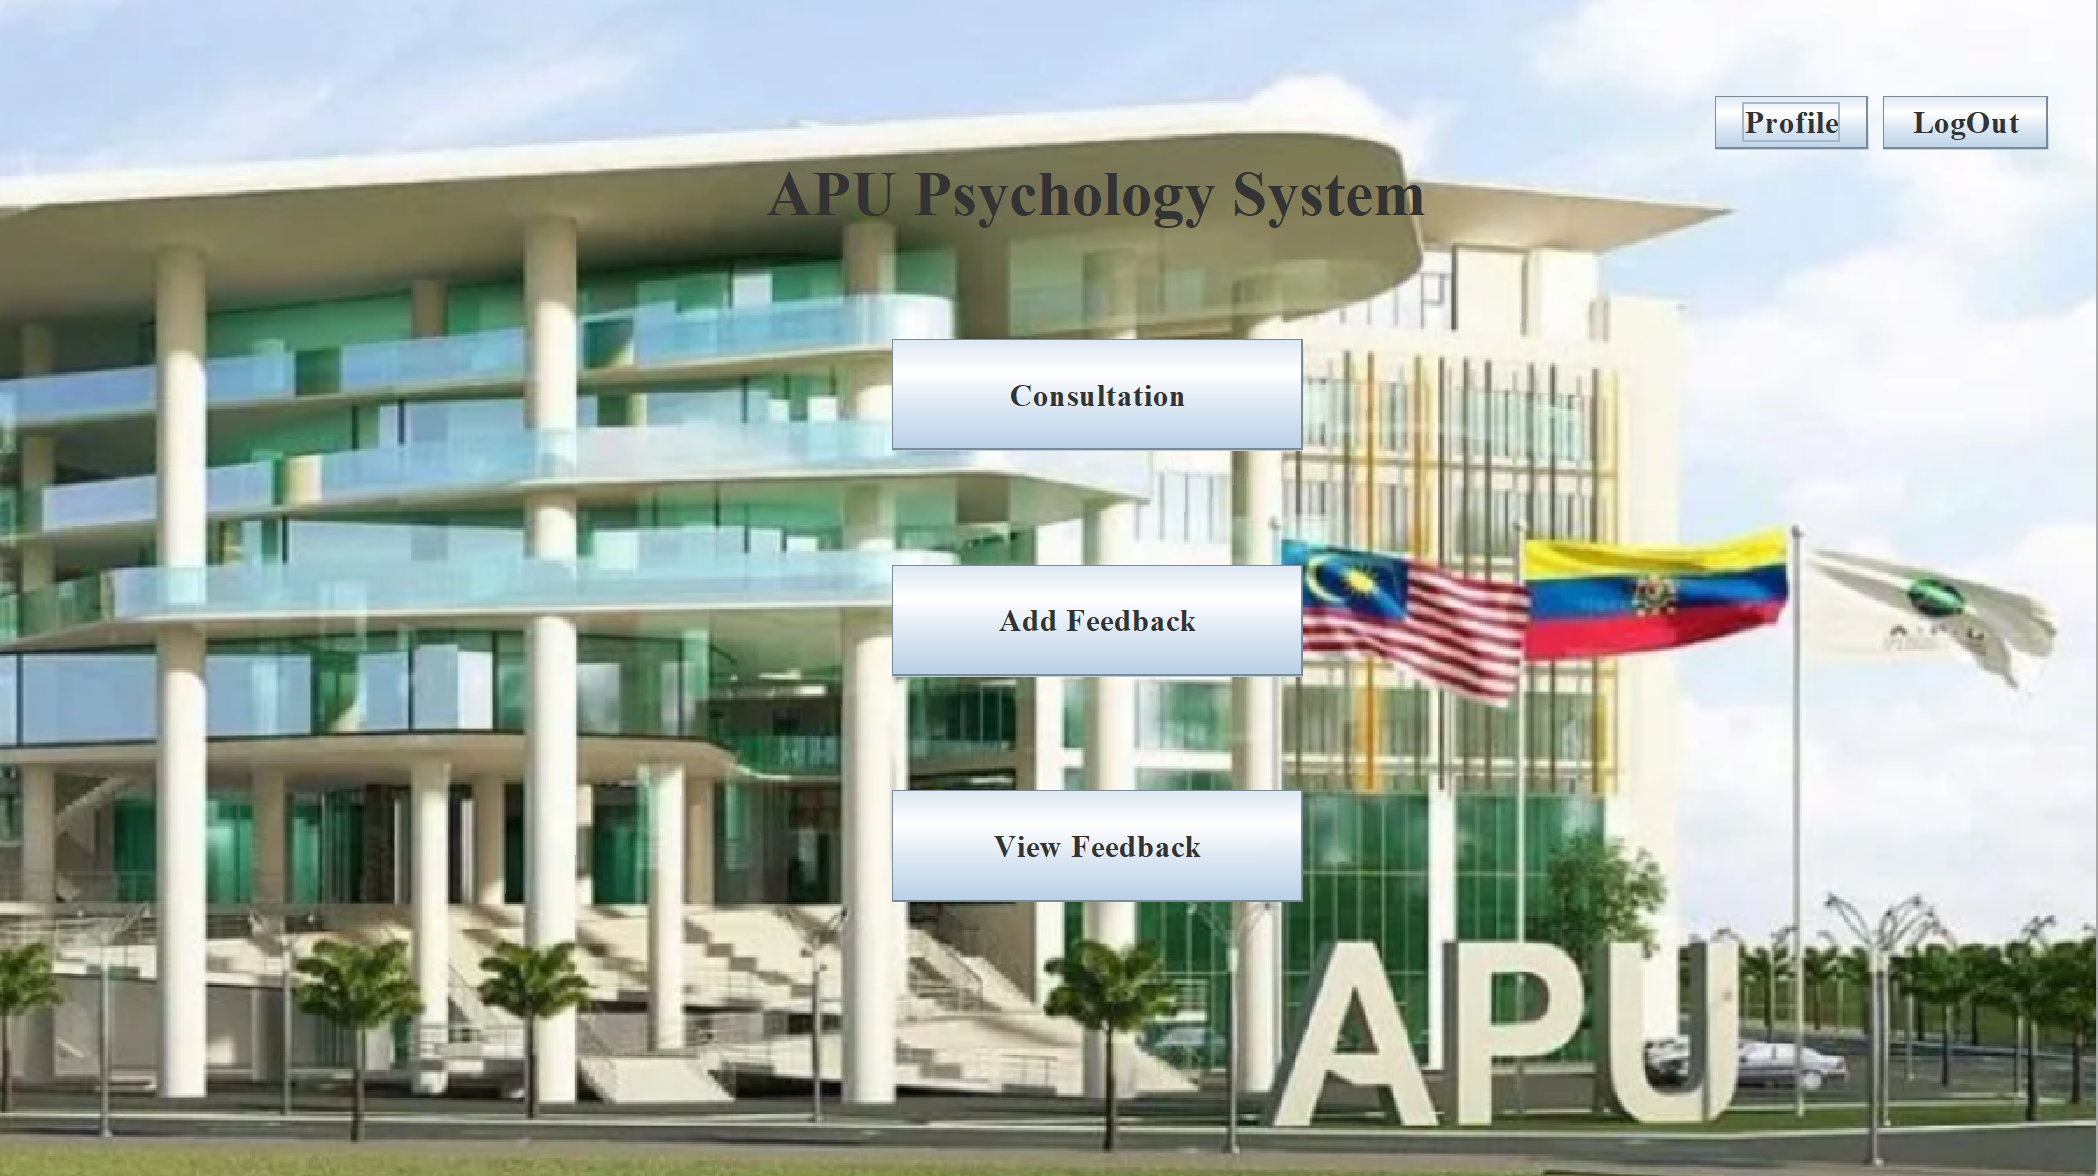 Profile
LogOut
APU Psychology System
Consultation
Add Feedback
View Feedback
A P U
APU